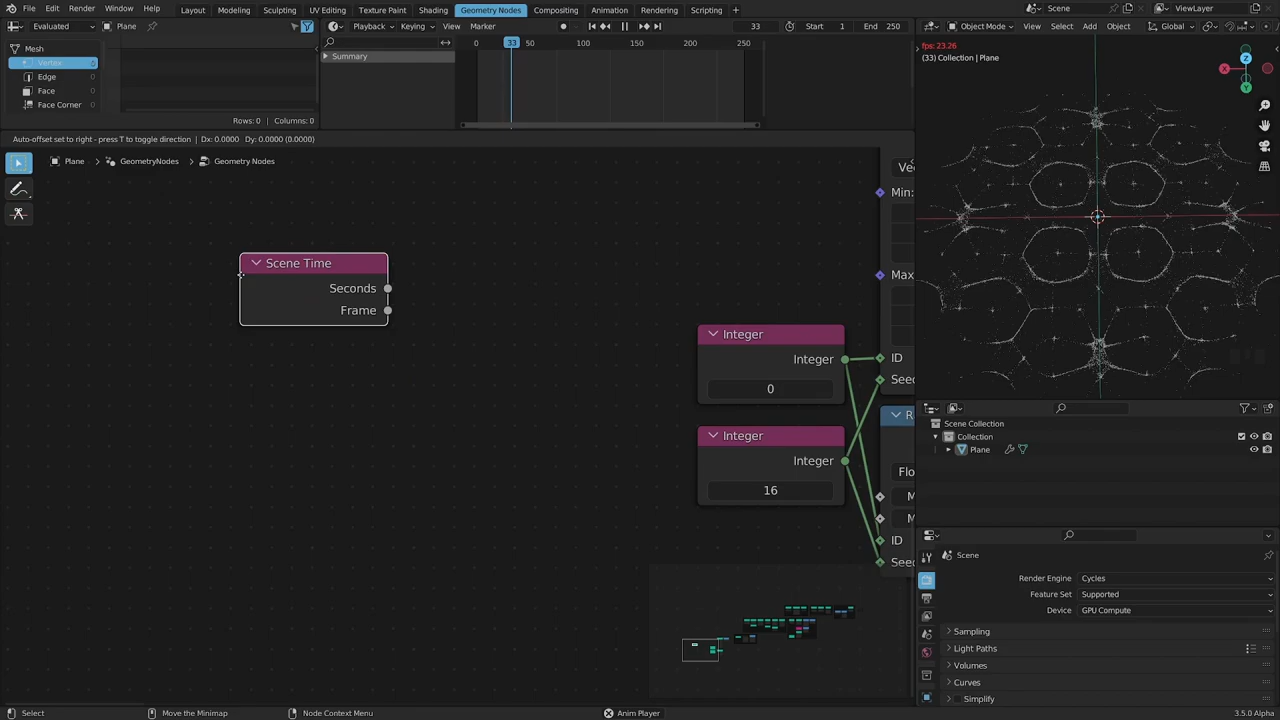 File Edit Render Window Help Layout Modeling Sculpting UV Editing Texture Paint Shading Geometry Nodes Compositing Animation Rendering Scripting Scene ViewLayer
Evaluated Plane Playback Keying View Marker 33 Start 1 End 250 Object Mode View Select Add Object Global
Mesh
Vertex 0
Edge 0
Face 0
Face Corner 0
Rows: 0 Columns: 0
0 33 50 100 150 200 250
Summary
fps: 23.26
(33) Collection | Plane
X
Y
Z
Auto-offset set to right - press T to toggle direction | Dx: 0.0000 Dy: 0.0000 (0.0000)
Plane GeometryNodes Geometry Nodes
Scene Time
Seconds
Frame
Integer
Integer
0
Integer
Integer
16
Min:
Max
ID
Seed
R
Flo
M
M
ID
Scene Collection
Collection
Plane
Scene
Render Engine Cycles
Feature Set Supported
Device GPU Compute
Sampling
Light Paths
Volumes
Curves
Simplify
Select Move the Minimap Node Context Menu Anim Player 3.5.0 Alpha